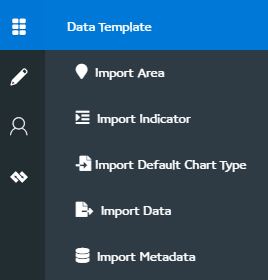 Data Template
Import Area
Import Indicator
Import Default Chart Type
Import Data
Import Metadata